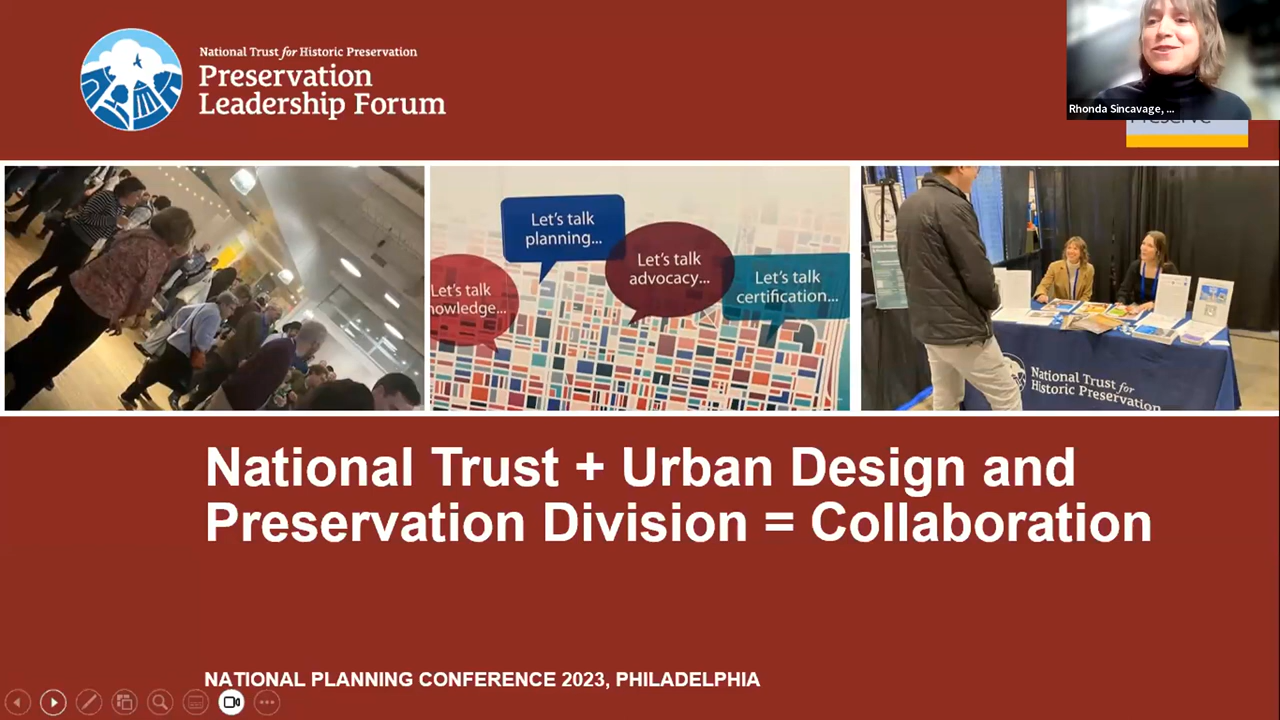 National Trust for Historic Preservation
Preservation
Leadership Forum
Rhonda Sincavage, ...
Let's talk
planning...
Let's talk
advocacy...
Let's talk
certification...
Let's talk
nowledge...
National Trust for
Historic Preservation
National Trust + Urban Design and
Preservation Division = Collaboration
NATIONAL PLANNING CONFERENCE 2023, PHILADELPHIA